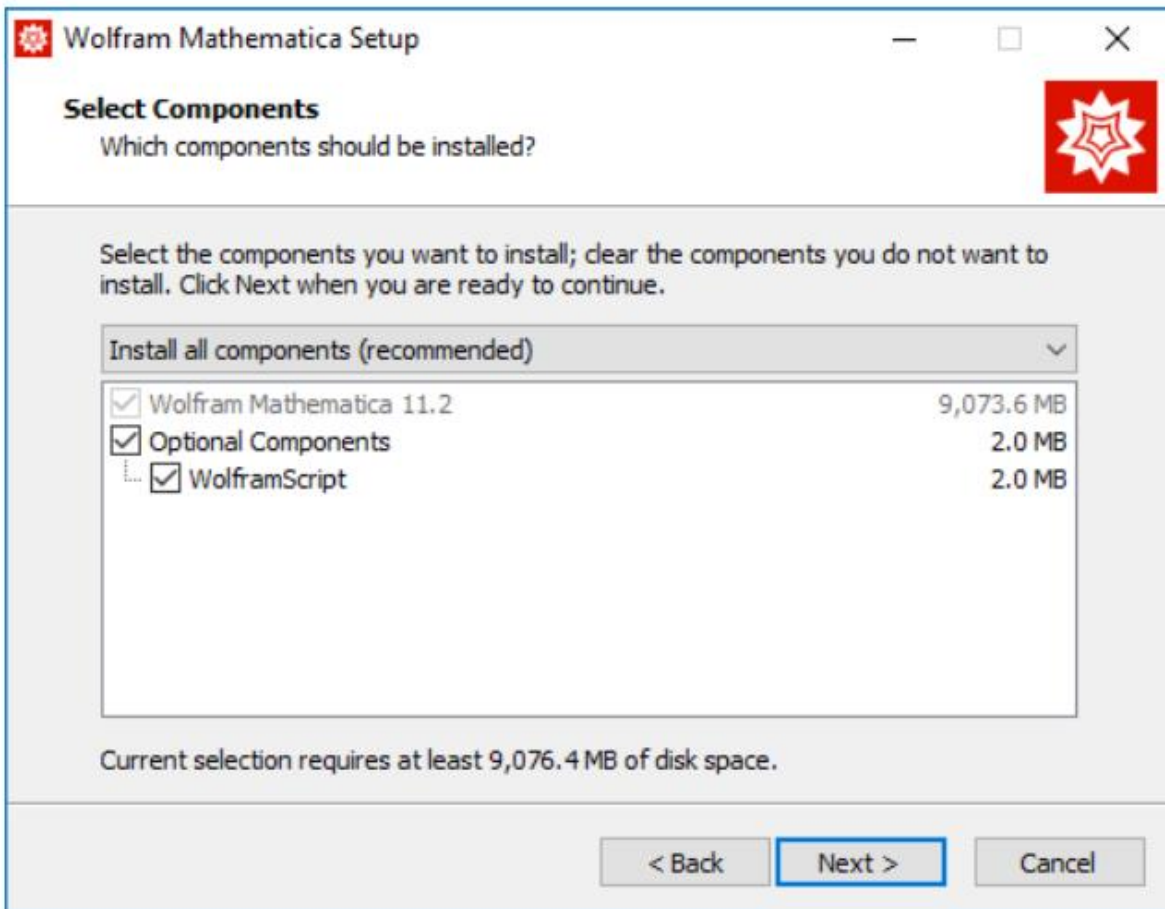 Wolfram Mathematica Setup
Select Components
Which components should be installed?
Select the components you want to install; clear the components you do not want to
install. Click Next when you are ready to continue.
Install all components (recommended)
Wolfram Mathematica 11.2 9,073.6 MB
Optional Components 2.0 MB
WolframScript 2.0 MB
Current selection requires at least 9,076.4 MB of disk space.
< Back Next > Cancel